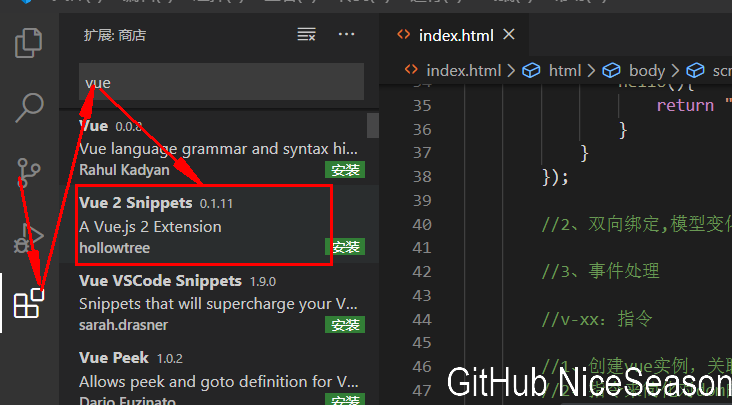 扩展: 商店
vue
Vue 0.0.8
Vue language grammar and syntax hi...
Rahul Kadyan
安装
Vue 2 Snippets 0.1.11
A Vue.js 2 Extension
hollowtree
安装
Vue VSCode Snippets 1.9.0
Snippets that will supercharge your V...
sarah.drasner
安装
Vue Peek 1.0.2
Allows peek and goto definition for V...
Dario Fuzinato
安装
index.html
index.html > html > body >
hello(){
35 return "
36 }
37 }
38 });
39
40 //2、双向绑定,模型变
41
42 //3、事件处理
43
44 //v-xx：指令
45
46 //1、创建vue实例，关
47
GitHub NiceSeason